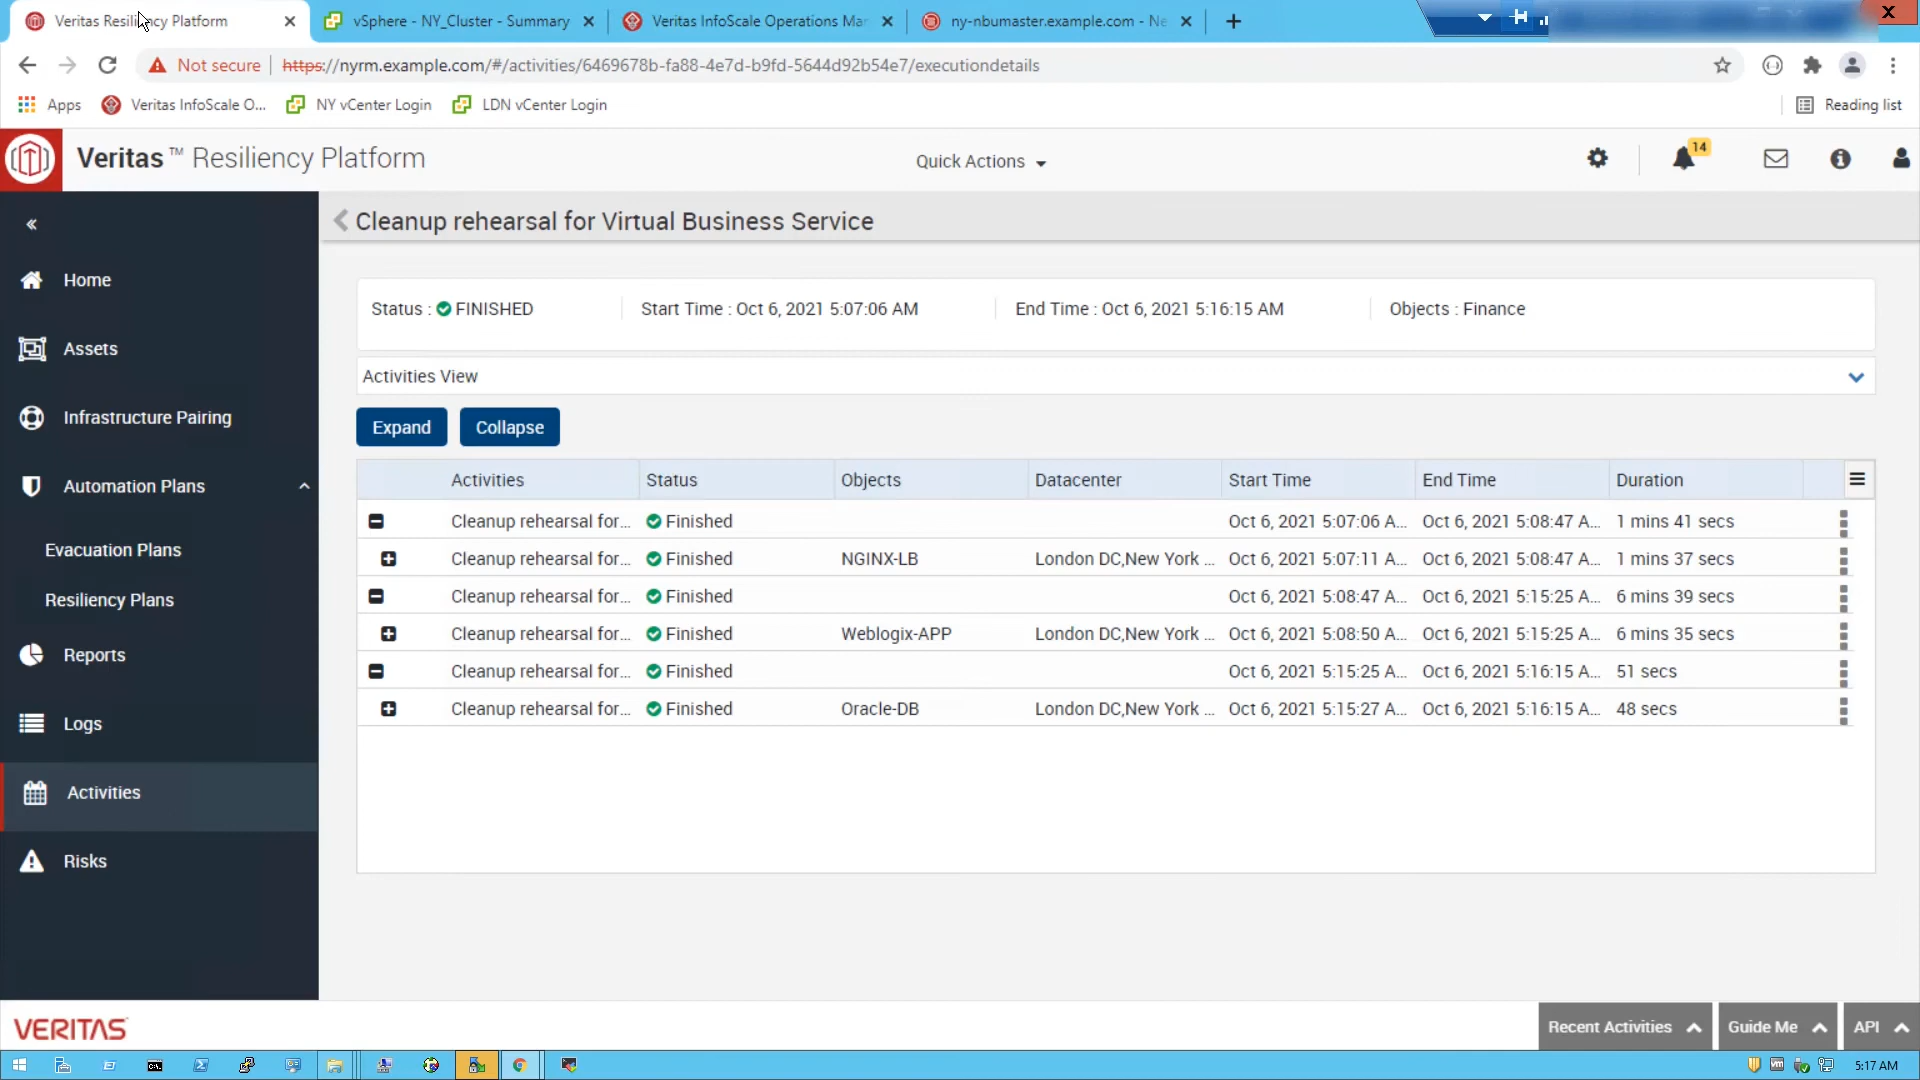 Veritas Resiliency Platform
vSphere - NY_Cluster - Summary
Veritas InfoScale Operations Mar
ny-nbumaster.example.com - Ne
Not secure
https://nyrm.example.com/#/activities/6469678b-fa88-4e7d-b9fd-5644d92b54e7/executiondetails
Apps
Veritas InfoScale O...
NY vCenter Login
LDN vCenter Login
Reading list
Veritas™ Resiliency Platform
Quick Actions
14
«
Cleanup rehearsal for Virtual Business Service
Home
Assets
Infrastructure Pairing
Automation Plans
Evacuation Plans
Resiliency Plans
Reports
Logs
Activities
Risks
Status : FINISHED
Start Time : Oct 6, 2021 5:07:06 AM
End Time : Oct 6, 2021 5:16:15 AM
Objects : Finance
Activities View
Expand
Collapse
Activities Status Objects Datacenter Start Time End Time Duration
Cleanup rehearsal for... Finished Oct 6, 2021 5:07:06 A... Oct 6, 2021 5:08:47 A... 1 mins 41 secs
Cleanup rehearsal for... Finished NGINX-LB London DC,New York ... Oct 6, 2021 5:07:11 A... Oct 6, 2021 5:08:47 A... 1 mins 37 secs
Cleanup rehearsal for... Finished Oct 6, 2021 5:08:47 A... Oct 6, 2021 5:15:25 A... 6 mins 39 secs
Cleanup rehearsal for... Finished Weblogix-APP London DC,New York ... Oct 6, 2021 5:08:50 A... Oct 6, 2021 5:15:25 A... 6 mins 35 secs
Cleanup rehearsal for... Finished Oct 6, 2021 5:15:25 A... Oct 6, 2021 5:16:15 A... 51 secs
Cleanup rehearsal for... Finished Oracle-DB London DC,New York ... Oct 6, 2021 5:15:27 A... Oct 6, 2021 5:16:15 A... 48 secs
VERITAS
Recent Activities
Guide Me
API
5:17 AM